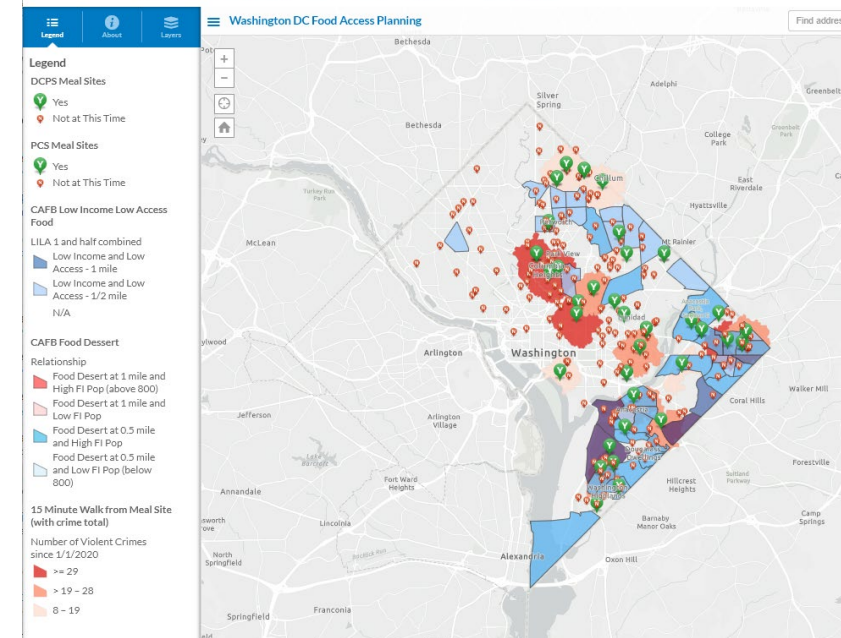 Legend
About
Layers
Washington DC Food Access Planning
Find addres
Legend
DCPS Meal Sites
Yes
Not at This Time
PCS Meal Sites
Yes
Not at This Time
CAFB Low Income Low Access
Food
LILA 1 and half combined
Low Income and Low
Access - 1 mile
Low Income and Low
Access - 1/2 mile
N/A
CAFB Food Dessert
Relationship
Food Desert at 1 mile and
High FI Pop (above 800)
Food Desert at 1 mile and
Low FI Pop
Food Desert at 0.5 mile
and High FI Pop
Food Desert at 0.5 mile
and Low FI Pop (below
800)
15 Minute Walk from Meal Site
(with crime total)
Number of Violent Crimes
since 1/1/2020
>= 29
> 19 – 28
8 – 19
Bethesda
Silver
Spring
Adelphi
Greenbelt
Bethesda
College
Park
Greenbelt
Park
East
Riverdale
Turkey Run
Park
Hyattsville
McLean
Mt Rainier
Arlington
Washington
Walker Mill
Coral Hills
Jefferson
Arlington
Village
Forestville
Fort Ward
Heights
Hillcrest
Heights
Suitland
Parkway
Annandale
Lincolnia
Barnaby
Manor Oaks
Camp
Springs
North
Springfield
Alexandria
Oxon Hill
Franconia
Springfield